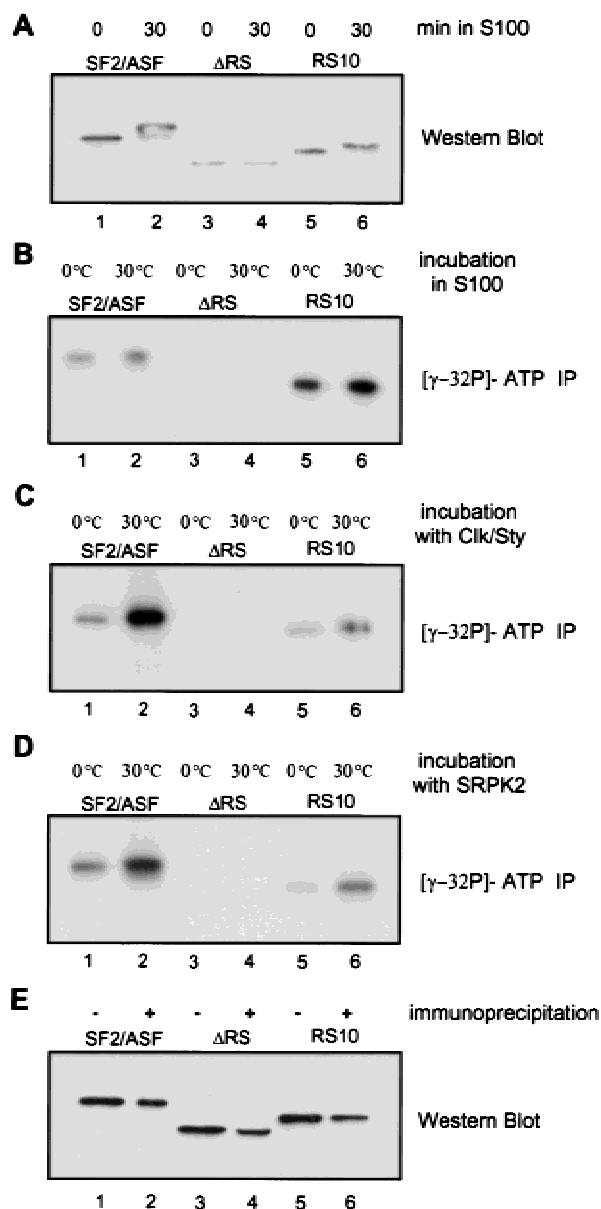 A
0 30 0 30 0 30 min in S100
SF2/ASF ΔRS RS10
Western Blot
1 2 3 4 5 6
B
0°C 30°C 0°C 30°C 0°C 30°C incubation
in S100
SF2/ASF ΔRS RS10
[γ-32P]- ATP IP
1 2 3 4 5 6
C
0°C 30°C 0°C 30°C 0°C 30°C incubation
with Clk/Sty
SF2/ASF ΔRS RS10
[γ-32P]- ATP IP
1 2 3 4 5 6
D
0°C 30°C 0°C 30°C 0°C 30°C incubation
with SRPK2
SF2/ASF ΔRS RS10
[γ-32P]- ATP IP
1 2 3 4 5 6
E
- + - + - + immunoprecipitation
SF2/ASF ΔRS RS10
Western Blot
1 2 3 4 5 6